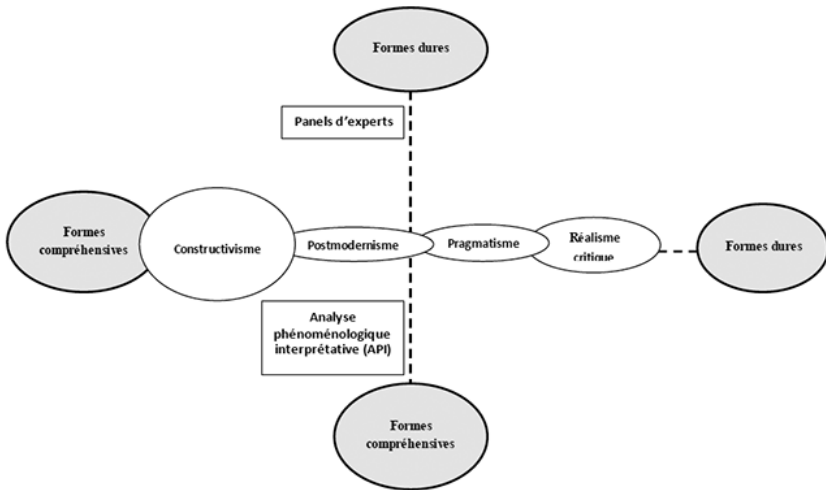 Formes dures
Panels d'experts
Formes
compréhensives
Constructivisme
Postmodernisme
Pragmatisme
Réalisme
critique
Formes dures
Analyse
phénoménologique
interprétative (API)
Formes
compréhensives